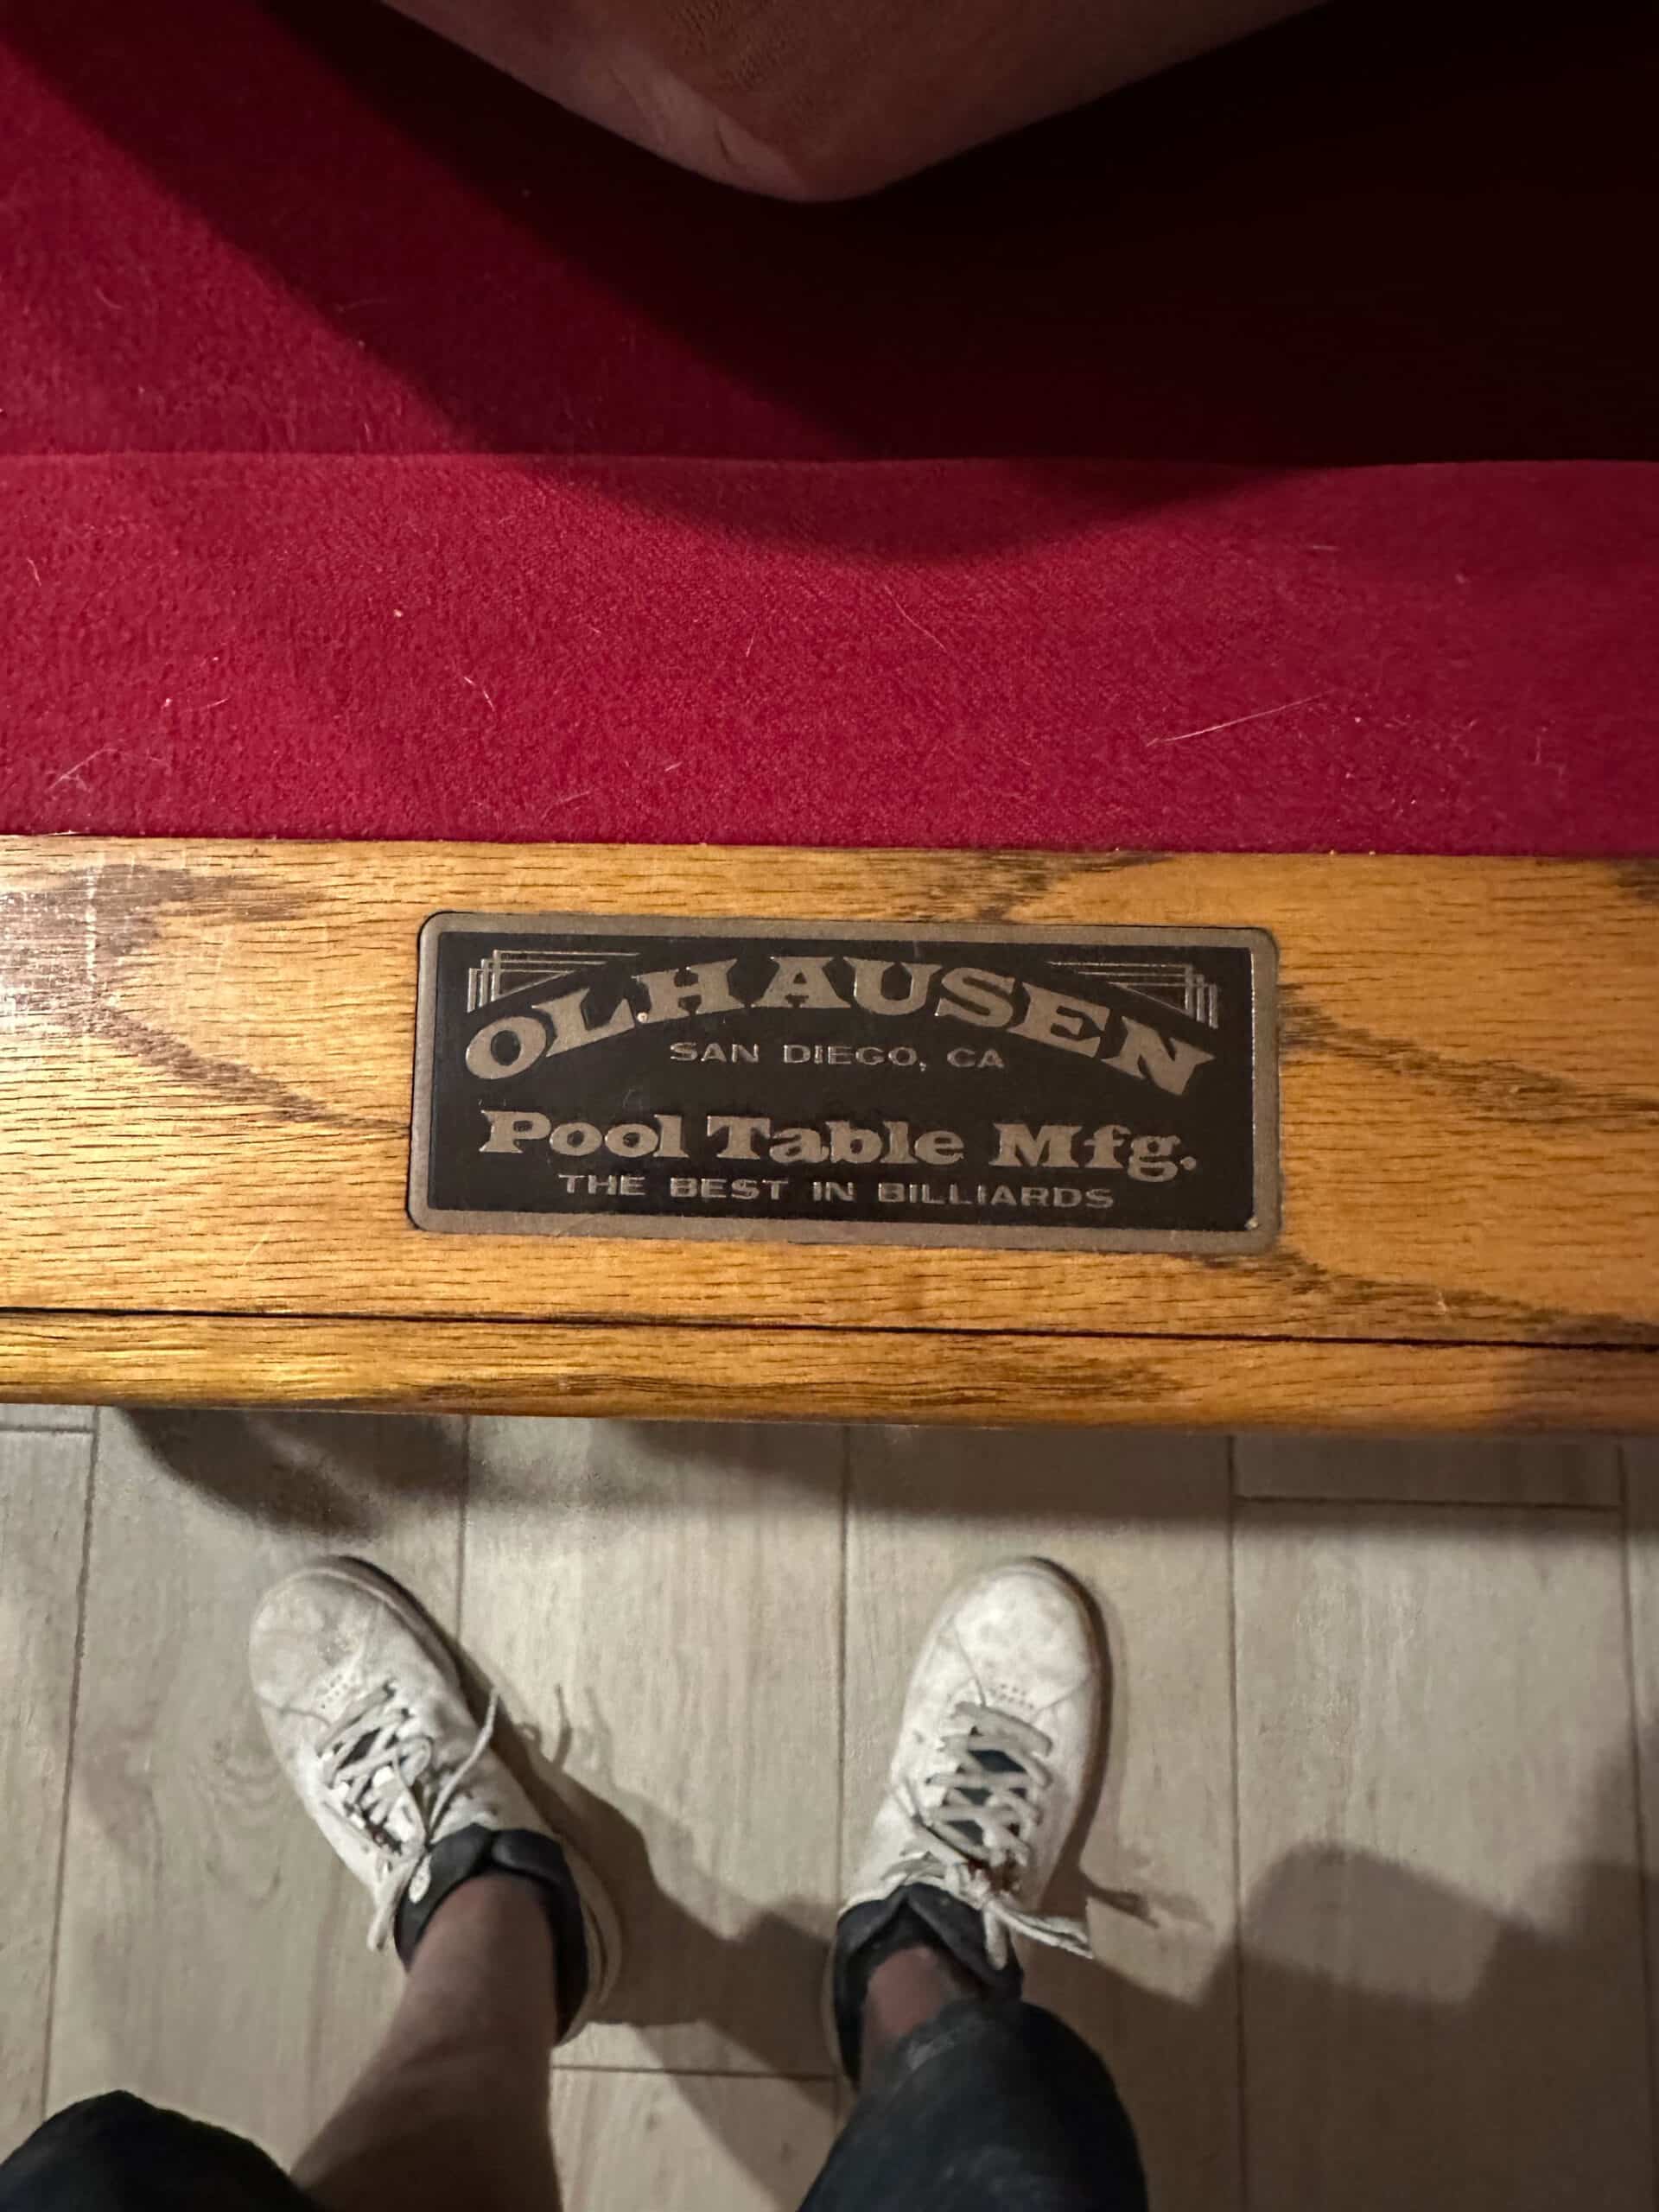 OLHAUSEN
SAN DIEGO, CA
Pool Table Mfg.
THE BEST IN BILLIARDS